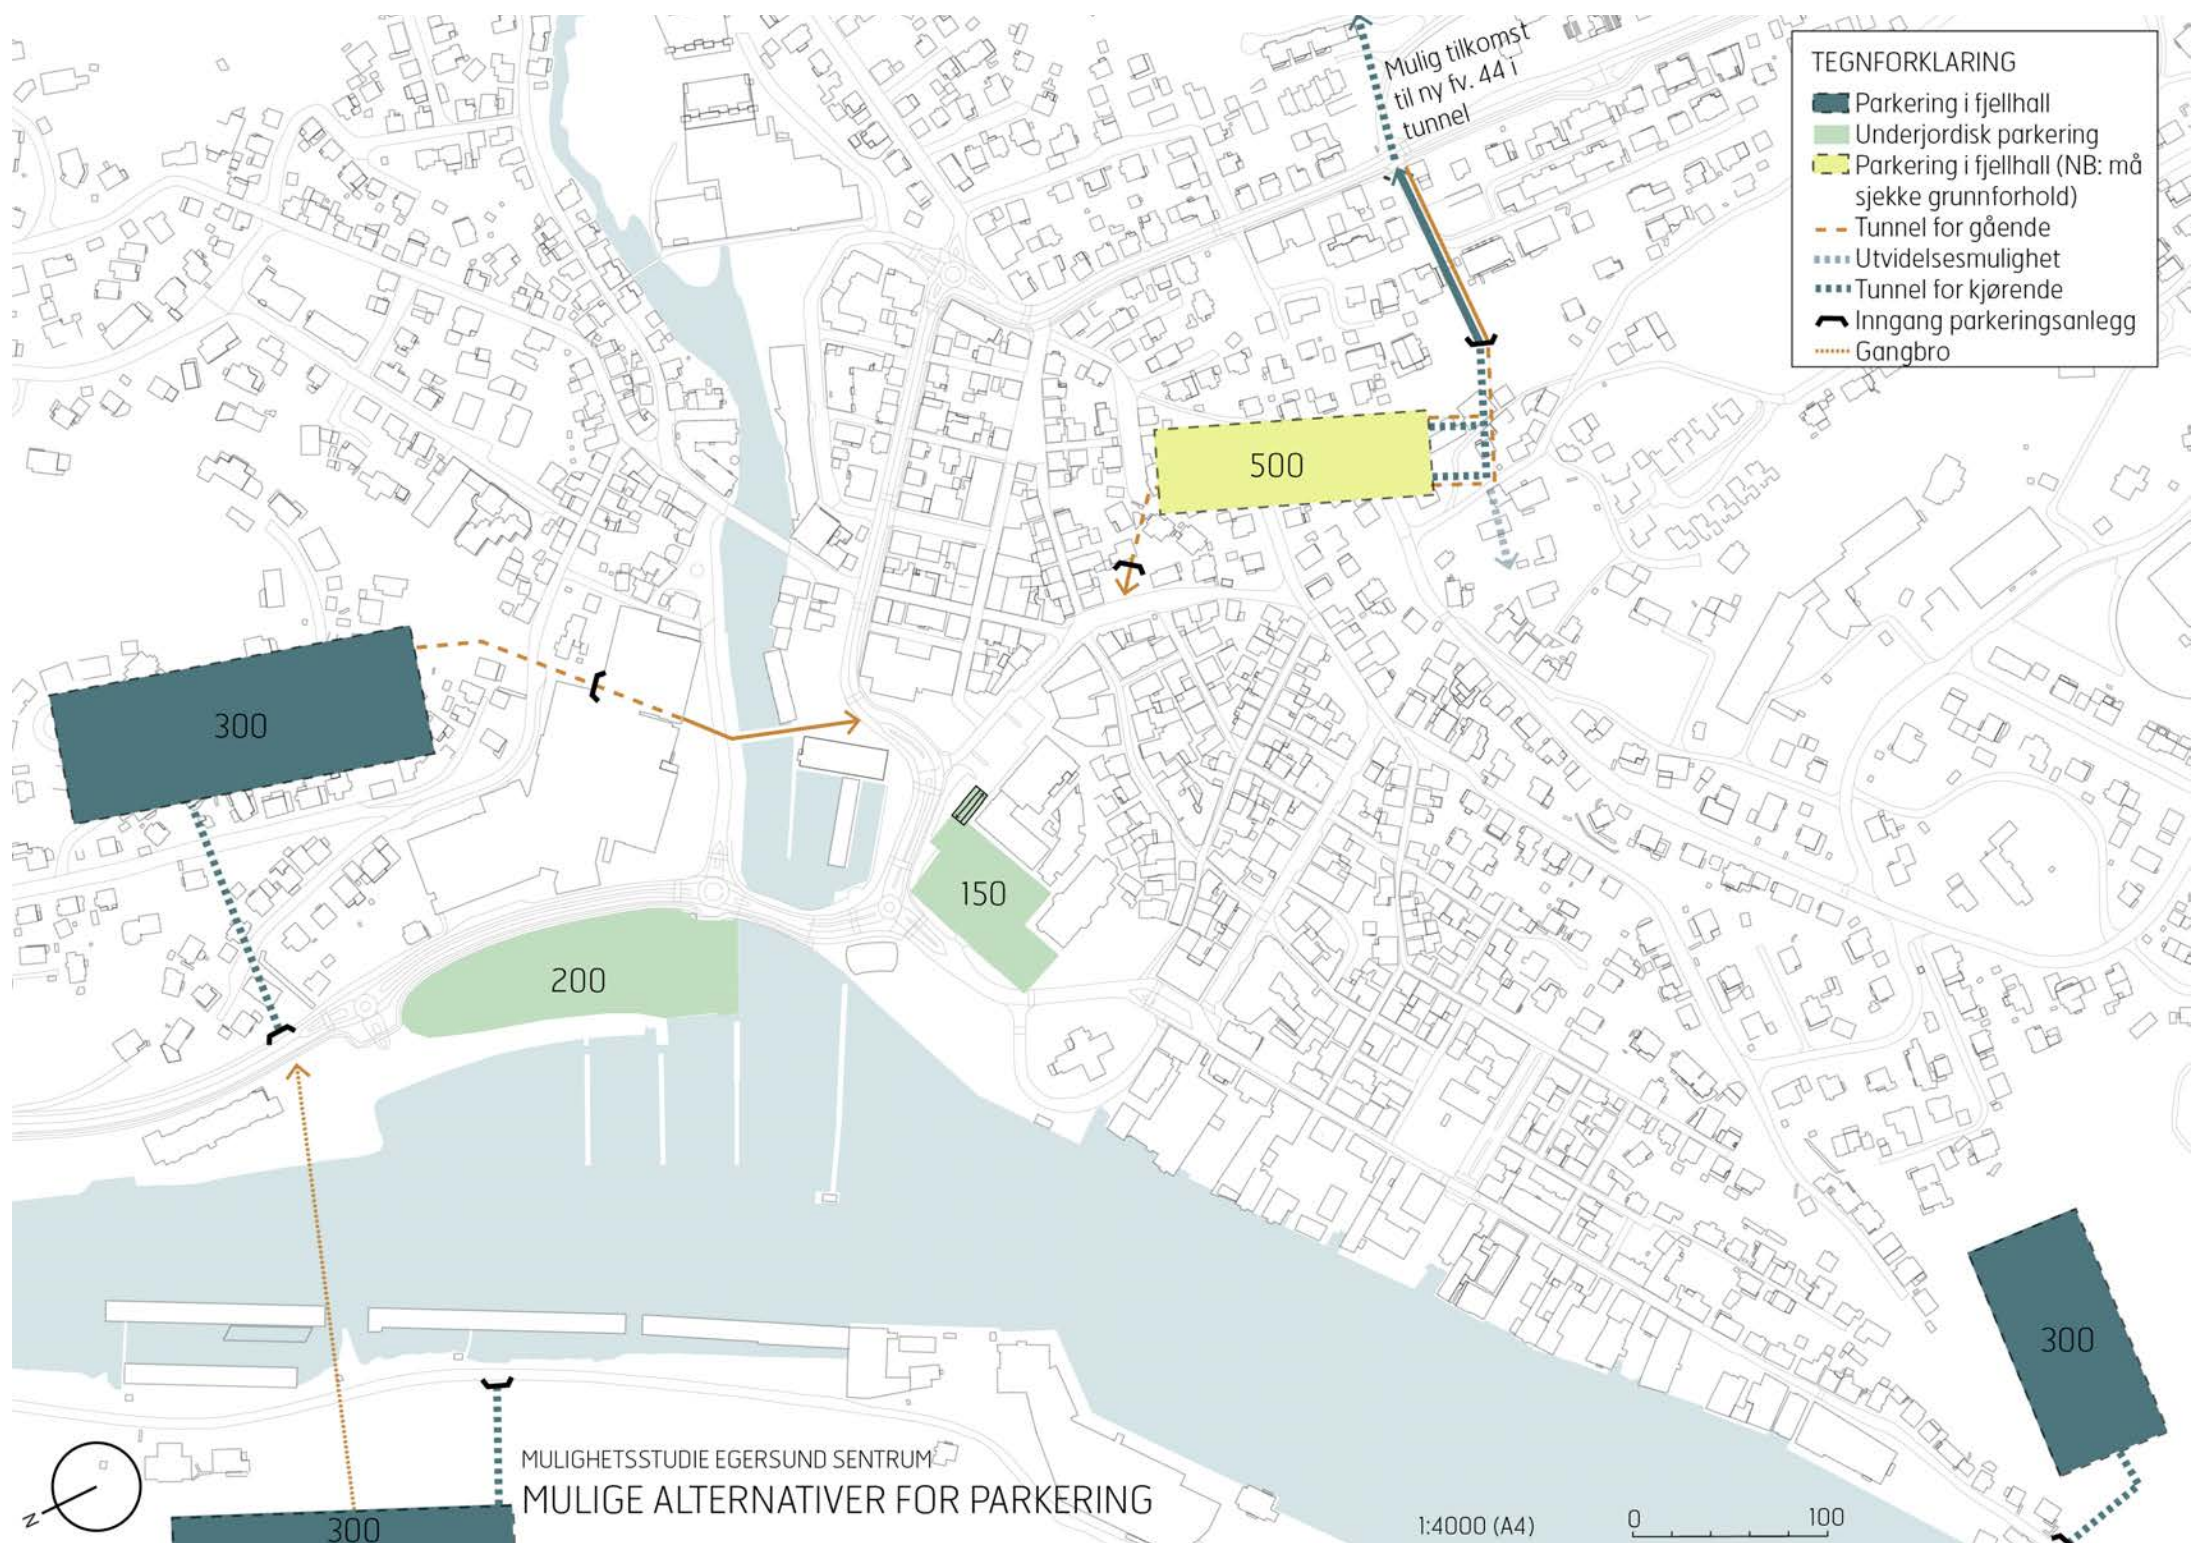 Mulig tilkomst
til ny fv. 44 i
tunnel
TEGNFORKLARING
Parkering i fjellhall
Underjordisk parkering
Parkering i fjellhall (NB: må
sjekke grunnforhold)
Tunnel for gående
Utvidelsesmulighet
Tunnel for kjørende
Inngang parkeringsanlegg
Gangbro
500
300
150
200
300
N
MULIGHETSSTUDIE EGERSUND SENTRUM
MULIGE ALTERNATIVER FOR PARKERING
300
1:4000 (A4)
0 100